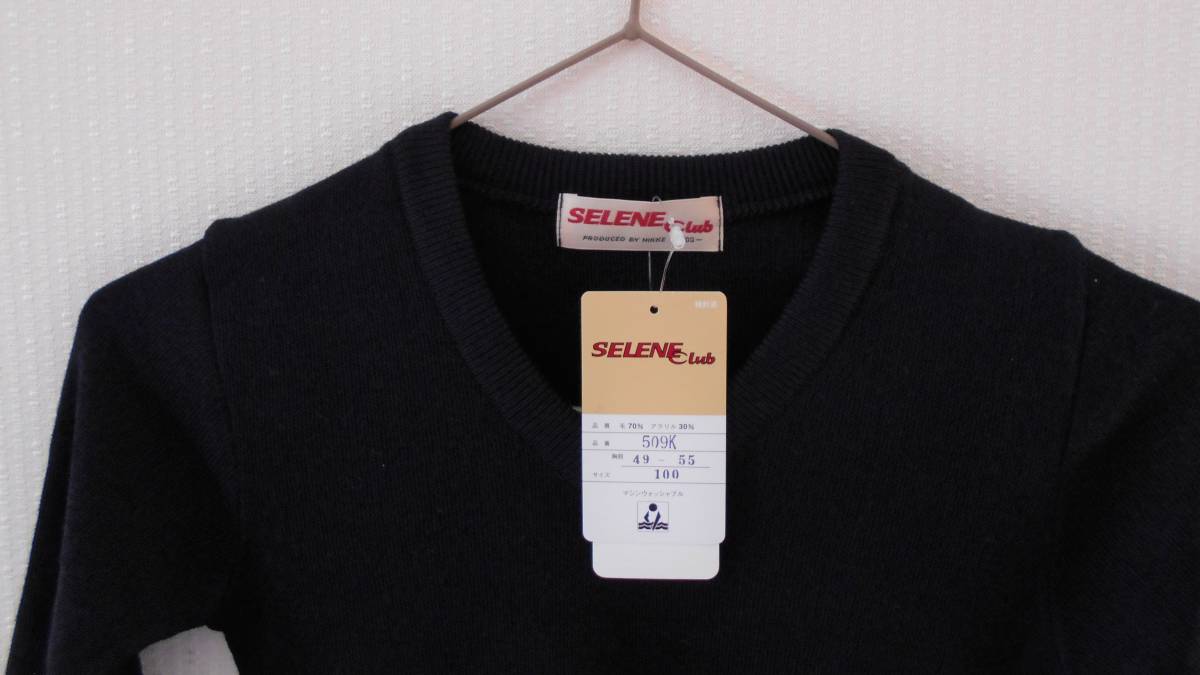 SELENE Club
PRODUCED BY NIKKE
SELENE Club
品質 毛70% アクリル30%
品番 509K
胸囲 49 - 55
サイズ 100
マシンウォッシャブル